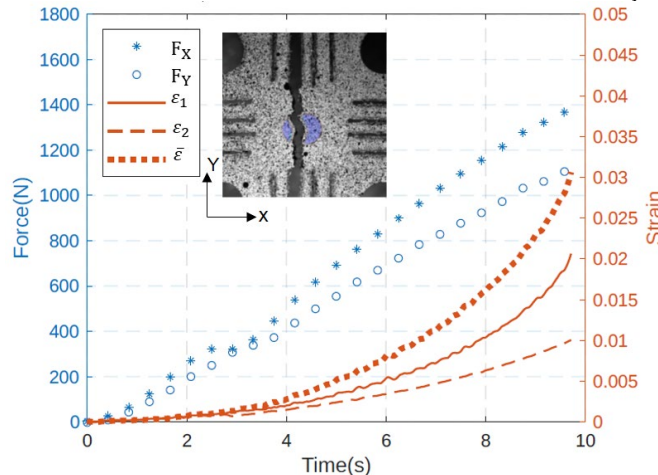 1800
1600
1400
1200
1000
800
600
400
200
0
Force(N)
F_X
F_Y
ε_1
ε_2
ε̄
Y
X
0.05
0.045
0.04
0.035
0.03
0.025
0.02
0.015
0.01
0.005
0
Strain
0 2 4 6 8 10
Time(s)